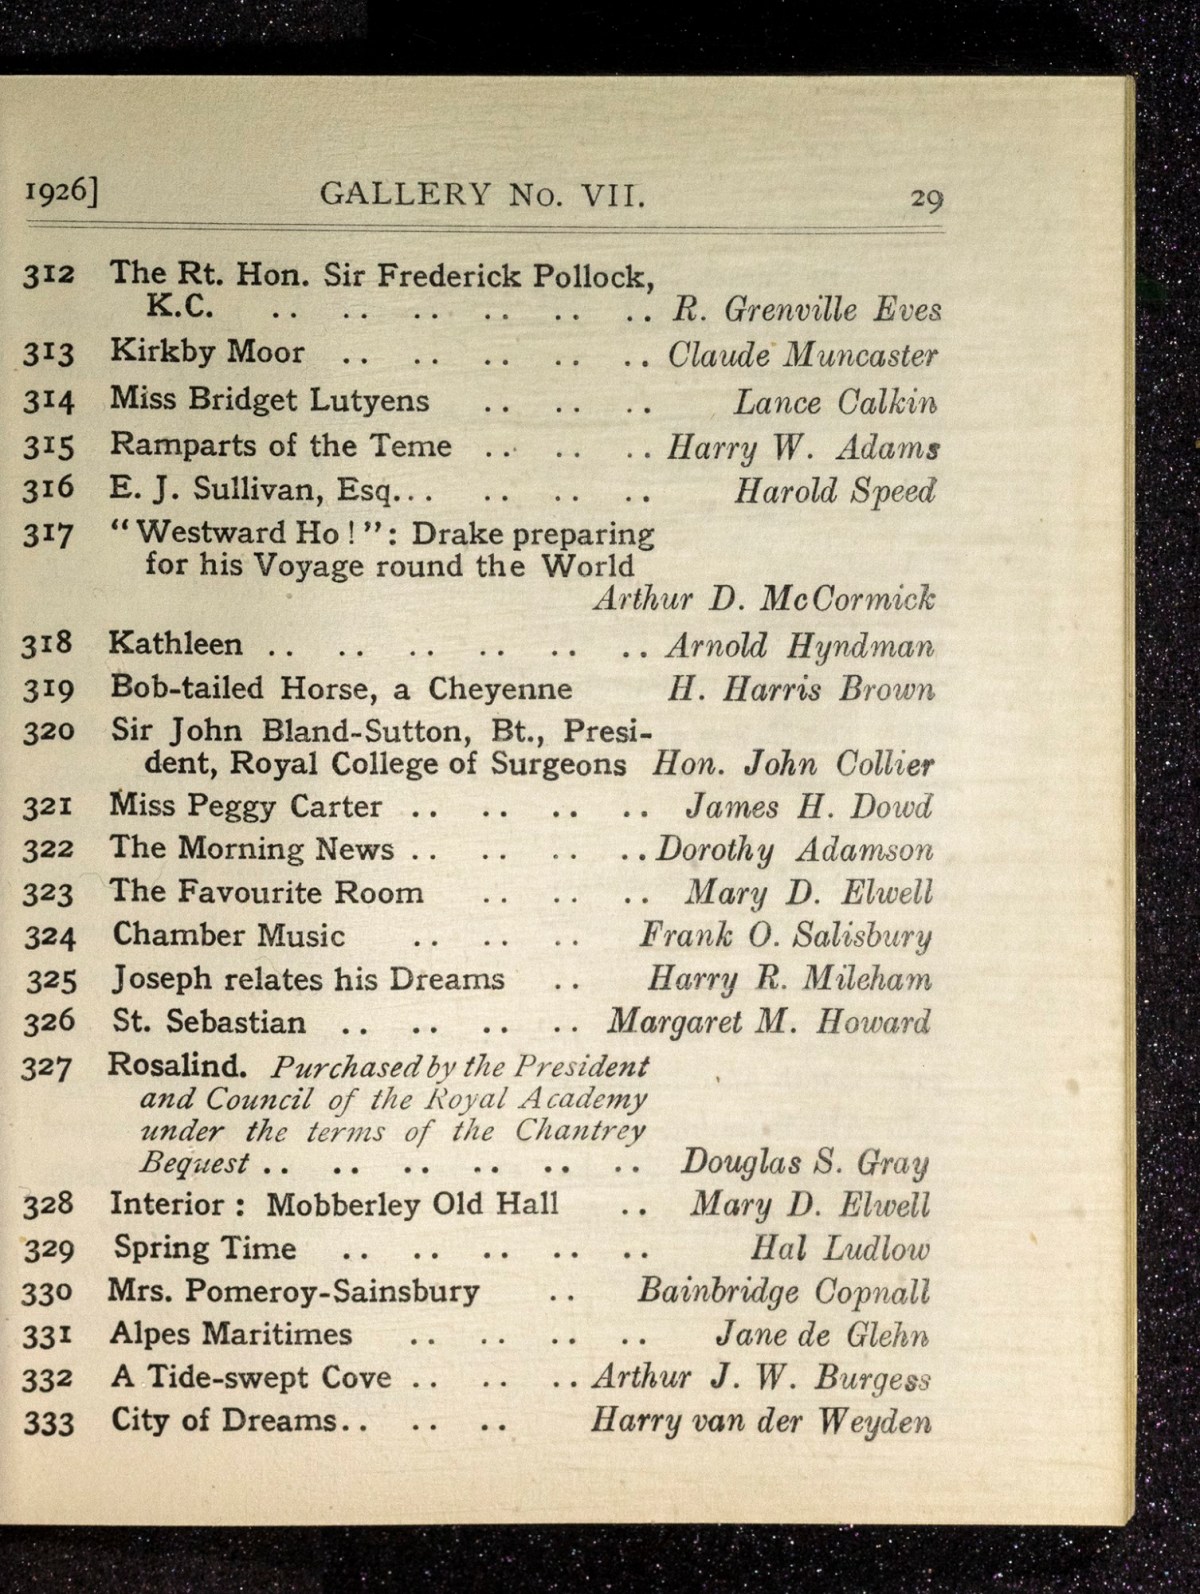 1926] GALLERY No. VII. 29
312 The Rt. Hon. Sir Frederick Pollock,
K.C. .. .. .. .. .. .. R. Grenville Eves
313 Kirkby Moor .. .. .. .. .. Claude Muncaster
314 Miss Bridget Lutyens .. .. .. Lance Calkin
315 Ramparts of the Teme .. .. .. Harry W. Adams
316 E. J. Sullivan, Esq... .. .. .. Harold Speed
317 “Westward Ho!”: Drake preparing
for his Voyage round the World
Arthur D. McCormick
318 Kathleen .. .. .. .. .. .. Arnold Hyndman
319 Bob-tailed Horse, a Cheyenne H. Harris Brown
320 Sir John Bland-Sutton, Bt., Presi-
dent, Royal College of Surgeons Hon. John Collier
321 Miss Peggy Carter .. .. .. .. James H. Dowd
322 The Morning News .. .. .. .. Dorothy Adamson
323 The Favourite Room .. .. .. Mary D. Elwell
324 Chamber Music .. .. .. Frank O. Salisbury
325 Joseph relates his Dreams .. Harry R. Mileham
326 St. Sebastian .. .. .. .. Margaret M. Howard
327 Rosalind. Purchased by the President
and Council of the Royal Academy
under the terms of the Chantrey
Bequest .. .. .. .. .. .. Douglas S. Gray
328 Interior: Mobberley Old Hall .. Mary D. Elwell
329 Spring Time .. .. .. .. .. Hal Ludlow
330 Mrs. Pomeroy-Sainsbury .. Bainbridge Copnall
331 Alpes Maritimes .. .. .. .. Jane de Glehn
332 A Tide-swept Cove .. .. .. Arthur J. W. Burgess
333 City of Dreams.. .. .. Harry van der Weyden